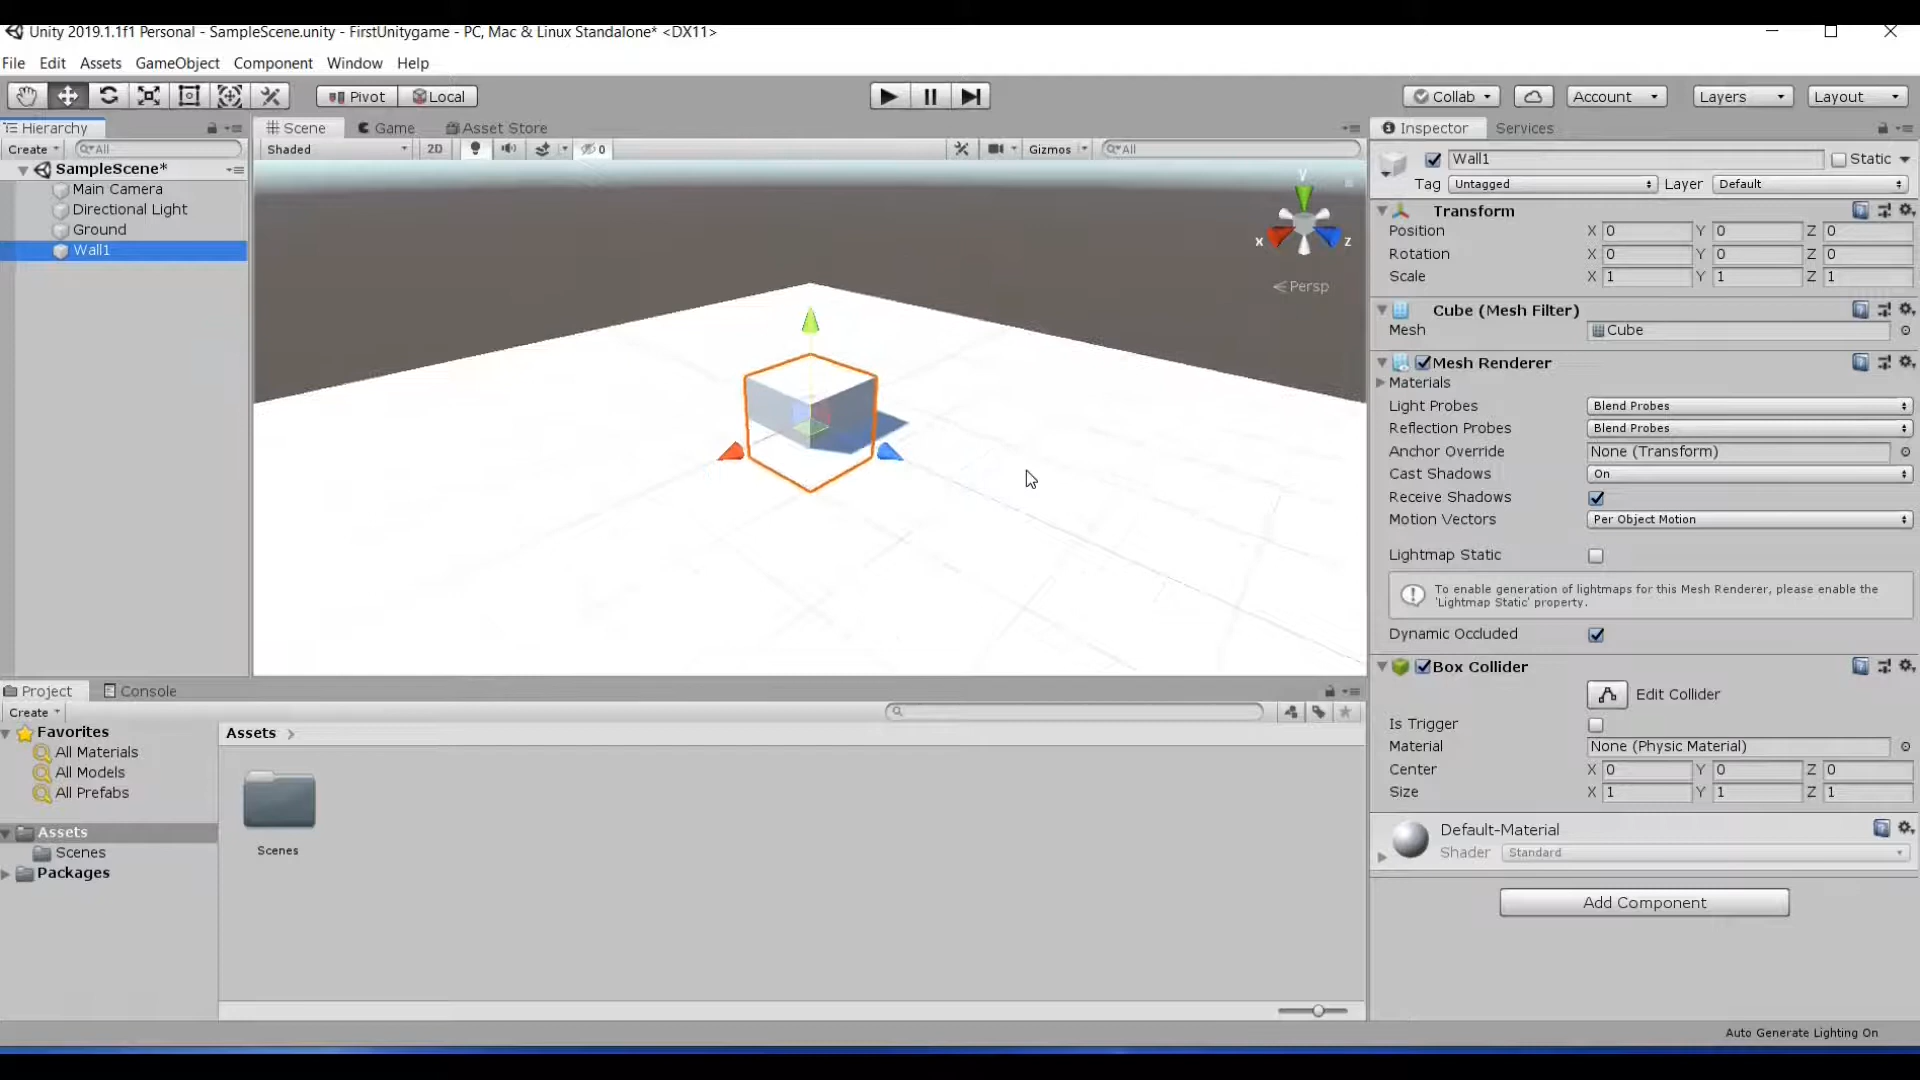 Unity 2019.1.1f1 Personal - SampleScene.unity - FirstUnitygame - PC, Mac & Linux Standalone* <DX11>
File Edit Assets GameObject Component Window Help
Pivot Local Collab Account Layers Layout
Hierarchy Scene Game Asset Store Inspector Services
Create All Shaded 2D 0 Gizmos All
Wall1 Static
SampleScene*
Tag Untagged Layer Default
Main Camera
Directional Light
Ground
Wall1
y
x z
Persp
Transform
Position X 0 Y 0 Z 0
Rotation X 0 Y 0 Z 0
Scale X 1 Y 1 Z 1
Cube (Mesh Filter)
Mesh Cube
Mesh Renderer
Materials
Light Probes Blend Probes
Reflection Probes Blend Probes
Anchor Override None (Transform)
Cast Shadows On
Receive Shadows
Motion Vectors Per Object Motion
Lightmap Static
To enable generation of lightmaps for this Mesh Renderer, please enable the
'Lightmap Static' property.
Dynamic Occluded
Box Collider
Edit Collider
Is Trigger
Material None (Physic Material)
Center X 0 Y 0 Z 0
Size X 1 Y 1 Z 1
Default-Material
Shader Standard
Add Component
Project Console
Create
Favorites
All Materials
All Models
All Prefabs
Assets
Scenes
Packages
Assets
Scenes
Auto Generate Lighting On